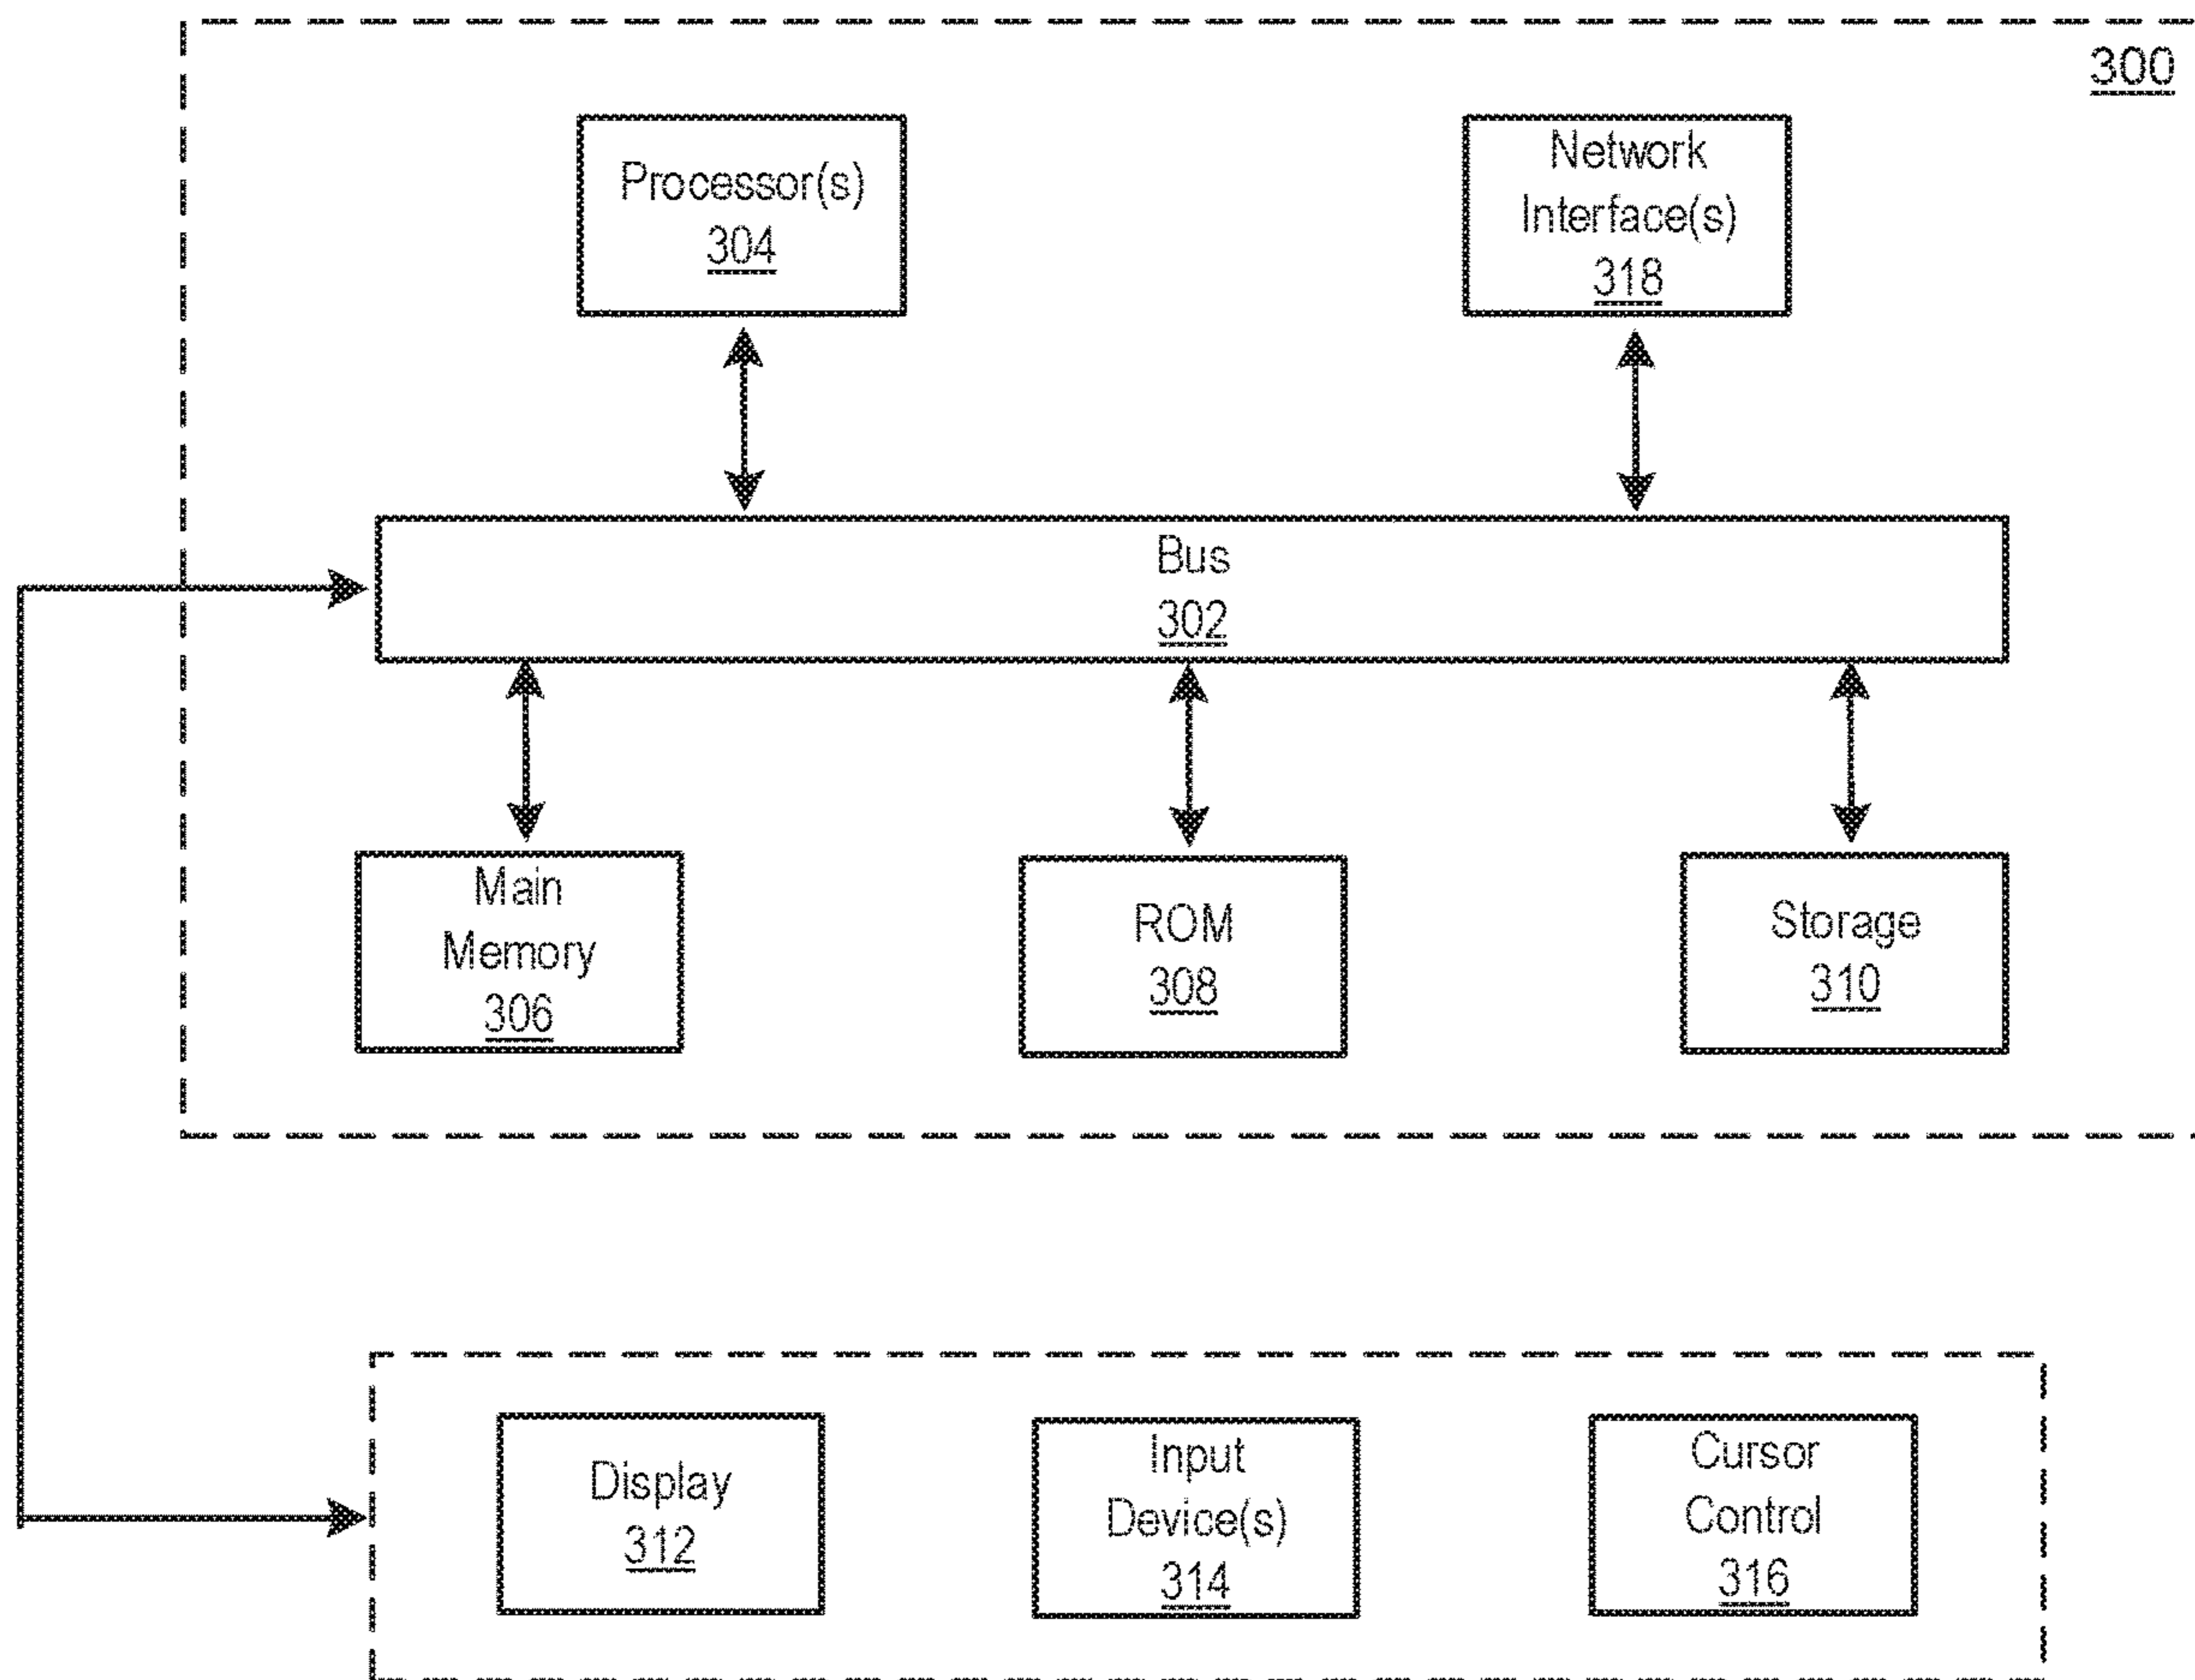 300
Processor(s)
304
Network
Interface(s)
318
Bus
302
Main
Memory
306
ROM
308
Storage
310
Display
312
Input
Device(s)
314
Cursor
Control
316